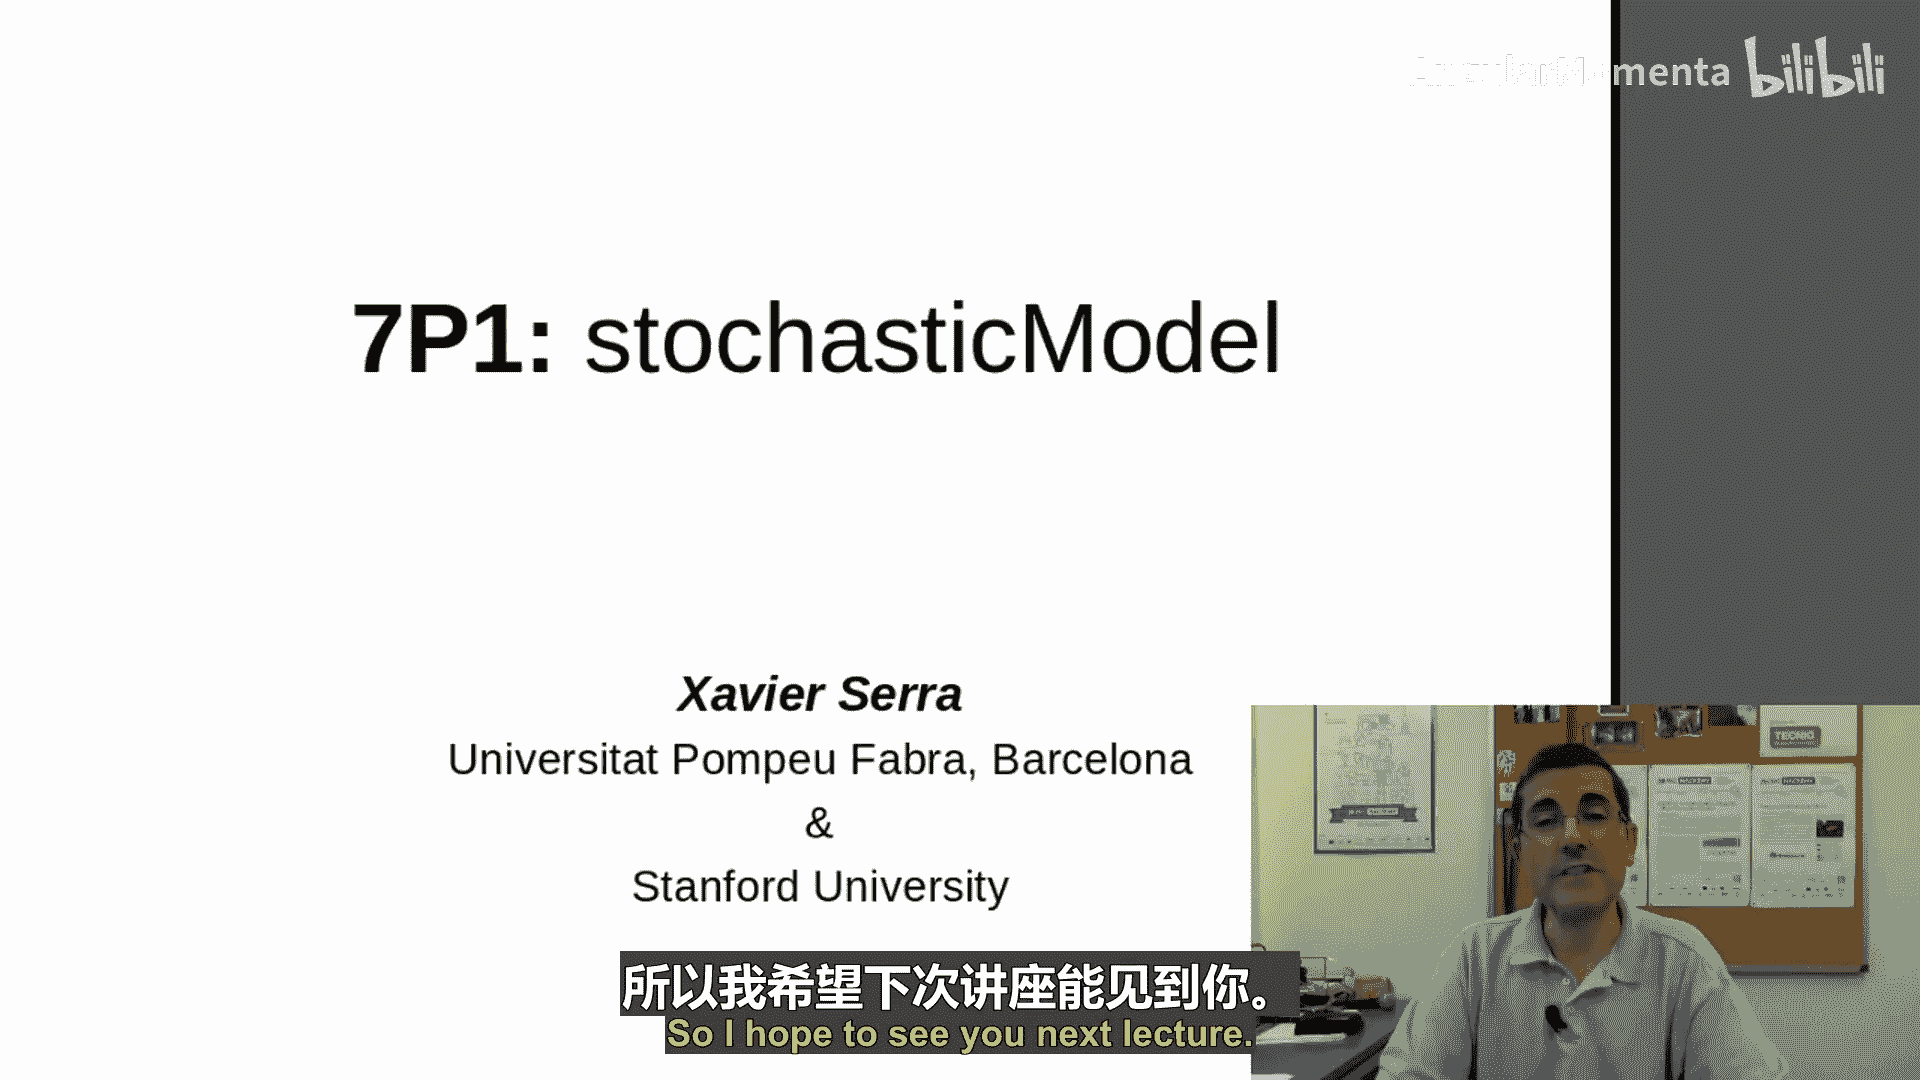 menta bilibili
7P1: stochasticModel
Xavier Serra
Universitat Pompeu Fabra, Barcelona
&
Stanford University
TECNIO
所以我希望下次讲座能见到你。
So I hope to see you next lecture.